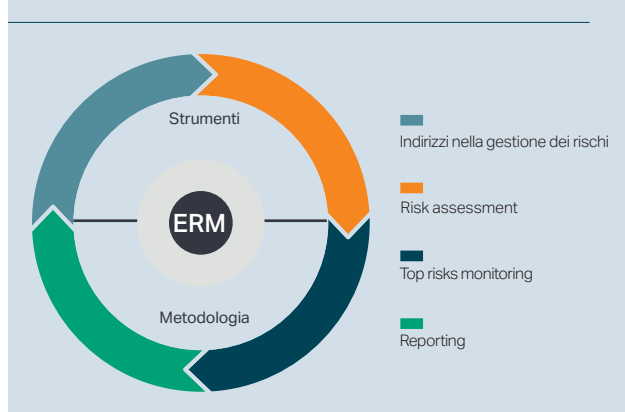 Strumenti
ERM
Metodologia
Indirizzi nella gestione dei rischi
Risk assessment
Top risks monitoring
Reporting